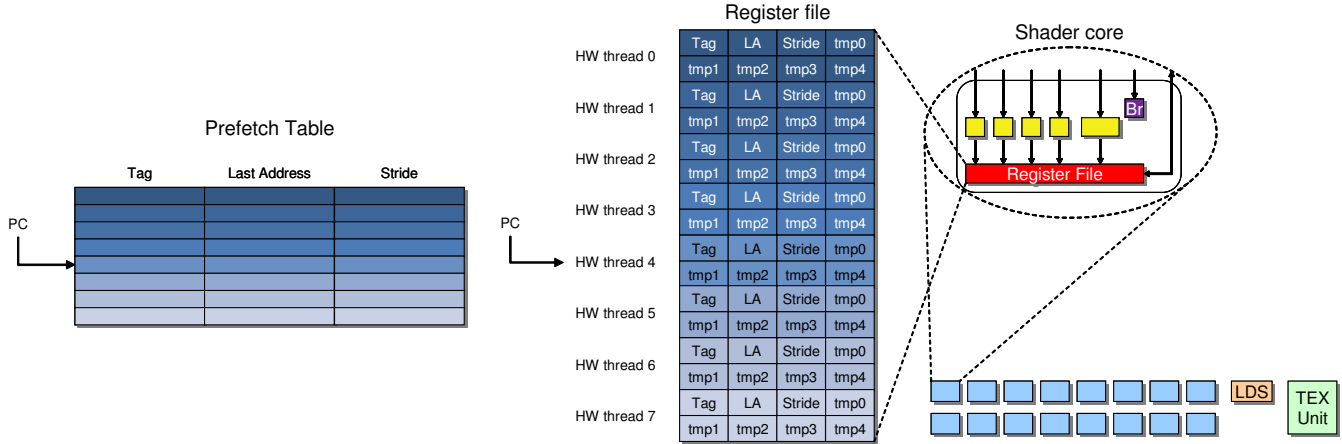 Prefetch Table
Tag Last Address Stride
PC
PC
Register file
HW thread 0
Tag LA Stride tmp0
tmp1 tmp2 tmp3 tmp4
HW thread 1
Tag LA Stride tmp0
tmp1 tmp2 tmp3 tmp4
HW thread 2
Tag LA Stride tmp0
tmp1 tmp2 tmp3 tmp4
HW thread 3
Tag LA Stride tmp0
tmp1 tmp2 tmp3 tmp4
HW thread 4
Tag LA Stride tmp0
tmp1 tmp2 tmp3 tmp4
HW thread 5
Tag LA Stride tmp0
tmp1 tmp2 tmp3 tmp4
HW thread 6
Tag LA Stride tmp0
tmp1 tmp2 tmp3 tmp4
HW thread 7
Tag LA Stride tmp0
tmp1 tmp2 tmp3 tmp4
Shader core
Br
Register File
LDS
TEX
Unit